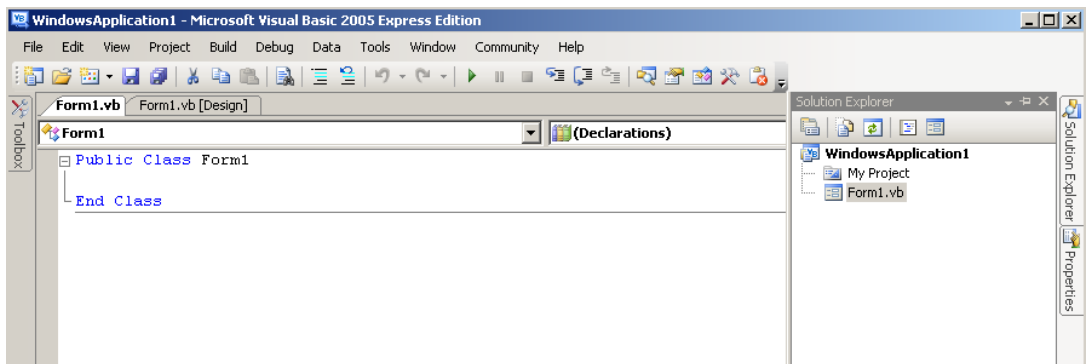 WindowsApplication1 - Microsoft Visual Basic 2005 Express Edition
File Edit View Project Build Debug Data Tools Window Community Help
Form1.vb Form1.vb [Design]
Form1 (Declarations)
Public Class Form1
End Class
Toolbox
Solution Explorer
WindowsApplication1
My Project
Form1.vb
Solution Explorer
Properties